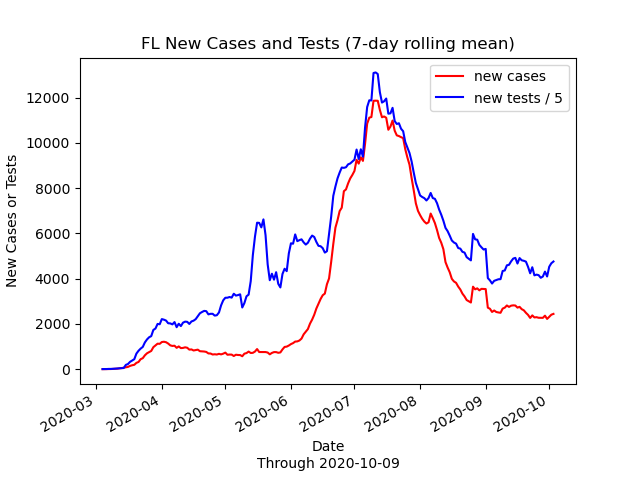 FL New Cases and Tests (7-day rolling mean)
new cases
new tests / 5
New Cases or Tests
12000
10000
8000
6000
4000
2000
0
2020-03
2020-04
2020-05
2020-06
2020-07
2020-08
2020-09
2020-10
Date
Through 2020-10-09